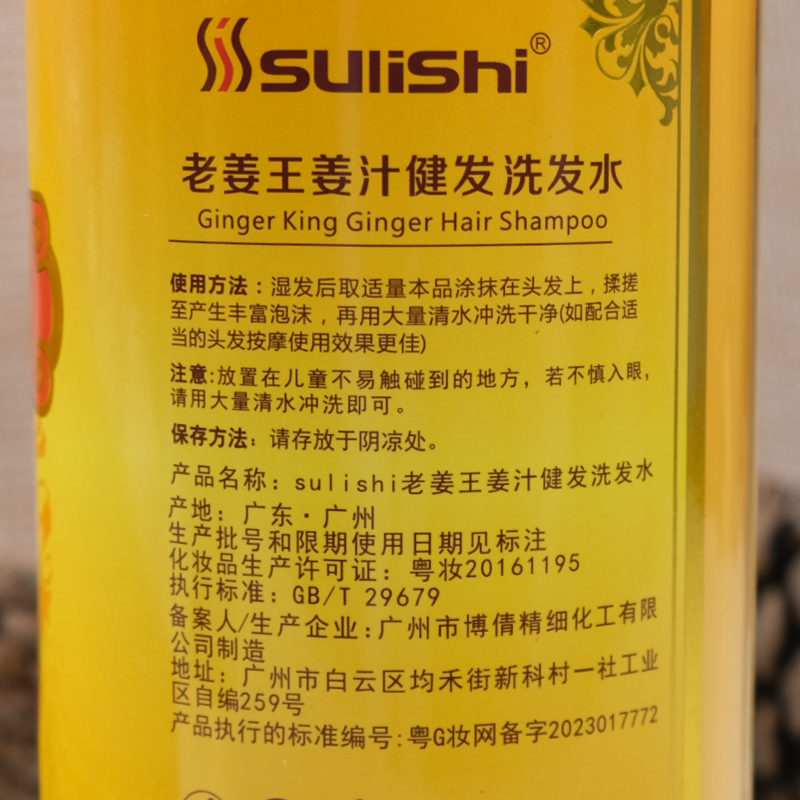 sulishi®
老姜王姜汁健发洗发水
Ginger King Ginger Hair Shampoo
使用方法：湿发后取适量本品涂抹在头发上，揉搓
至产生丰富泡沫，再用大量清水冲洗干净(如配合适
当的头发按摩使用效果更佳)
注意:放置在儿童不易触碰到的地方，若不慎入眼，
请用大量清水冲洗即可。
保存方法：请存放于阴凉处。
产品名称：sulishi老姜王姜汁健发洗发水
产地：广东·广州
生产批号和限期使用日期见标注
化妆品生产许可证：粤妆20161195
执行标准：GB/T 29679
备案人/生产企业:广州市博倩精细化工有限
公司制造
地址：广州市白云区均禾街新科村一社工业
区自编259号
产品执行的标准编号:粤G妆网备字2023017772